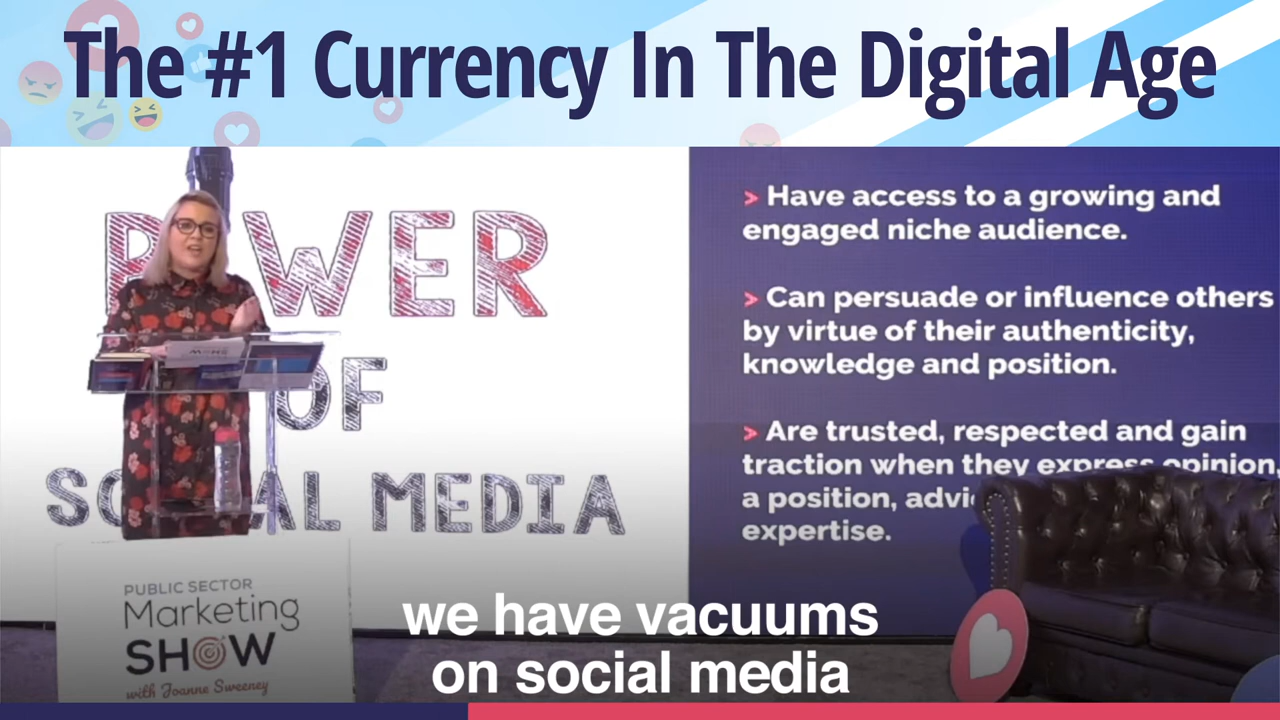 The #1 Currency In The Digital Age
P WER
OF
SO AL MEDIA
> Have access to a growing and
engaged niche audience.
> Can persuade or influence others
by virtue of their authenticity,
knowledge and position.
> Are trusted, respected and gain
traction when they express opinion,
a position,
expertise.
PUBLIC SECTOR
Marketing
SHOW
with Joanne Sweeney
we have vacuums
on social media